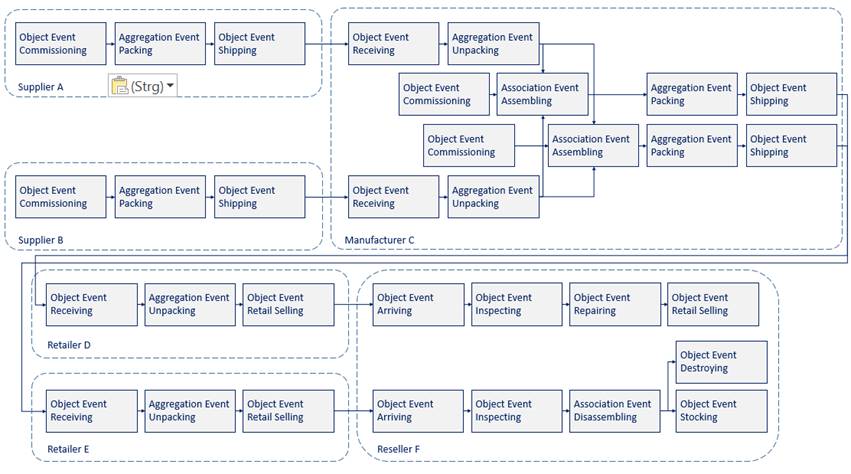 Object Event
Commissioning
Aggregation Event
Packing
Object Event
Shipping
Supplier A
(Strg)
Object Event
Receiving
Aggregation Event
Unpacking
Object Event
Commissioning
Association Event
Assembling
Aggregation Event
Packing
Object Event
Shipping
Object Event
Commissioning
Association Event
Assembling
Aggregation Event
Packing
Object Event
Shipping
Object Event
Commissioning
Aggregation Event
Packing
Object Event
Shipping
Supplier B
Object Event
Receiving
Aggregation Event
Unpacking
Manufacturer C
Object Event
Receiving
Aggregation Event
Unpacking
Object Event
Retail Selling
Retailer D
Object Event
Arriving
Object Event
Inspecting
Object Event
Repairing
Object Event
Retail Selling
Object Event
Destroying
Object Event
Receiving
Aggregation Event
Unpacking
Object Event
Retail Selling
Retailer E
Object Event
Arriving
Object Event
Inspecting
Association Event
Disassembling
Object Event
Stocking
Reseller F